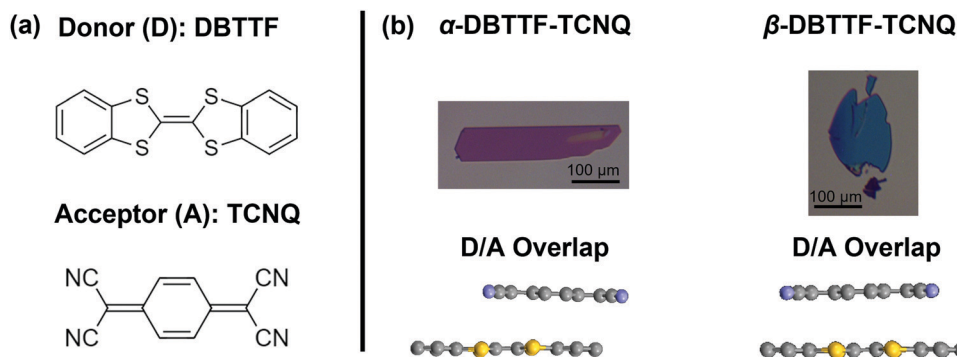 (a) Donor (D): DBTTF
S S
S S
Acceptor (A): TCNQ
NC CN
NC CN
(b) α-DBTTF-TCNQ
100 μm
D/A Overlap
β-DBTTF-TCNQ
100 μm
D/A Overlap